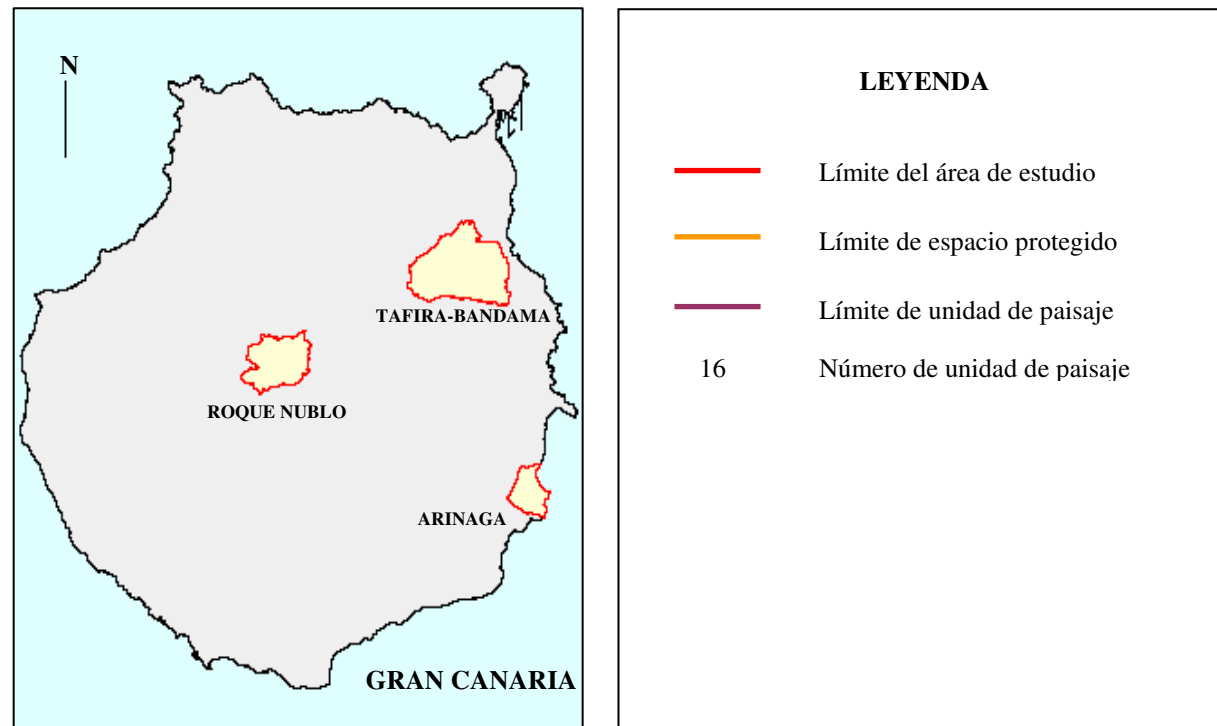 N
TAFIRA-BANDAMA
ROQUE NUBLO
ARINAGA
GRAN CANARIA
LEYENDA
Límite del área de estudio
Límite de espacio protegido
Límite de unidad de paisaje
16 Número de unidad de paisaje